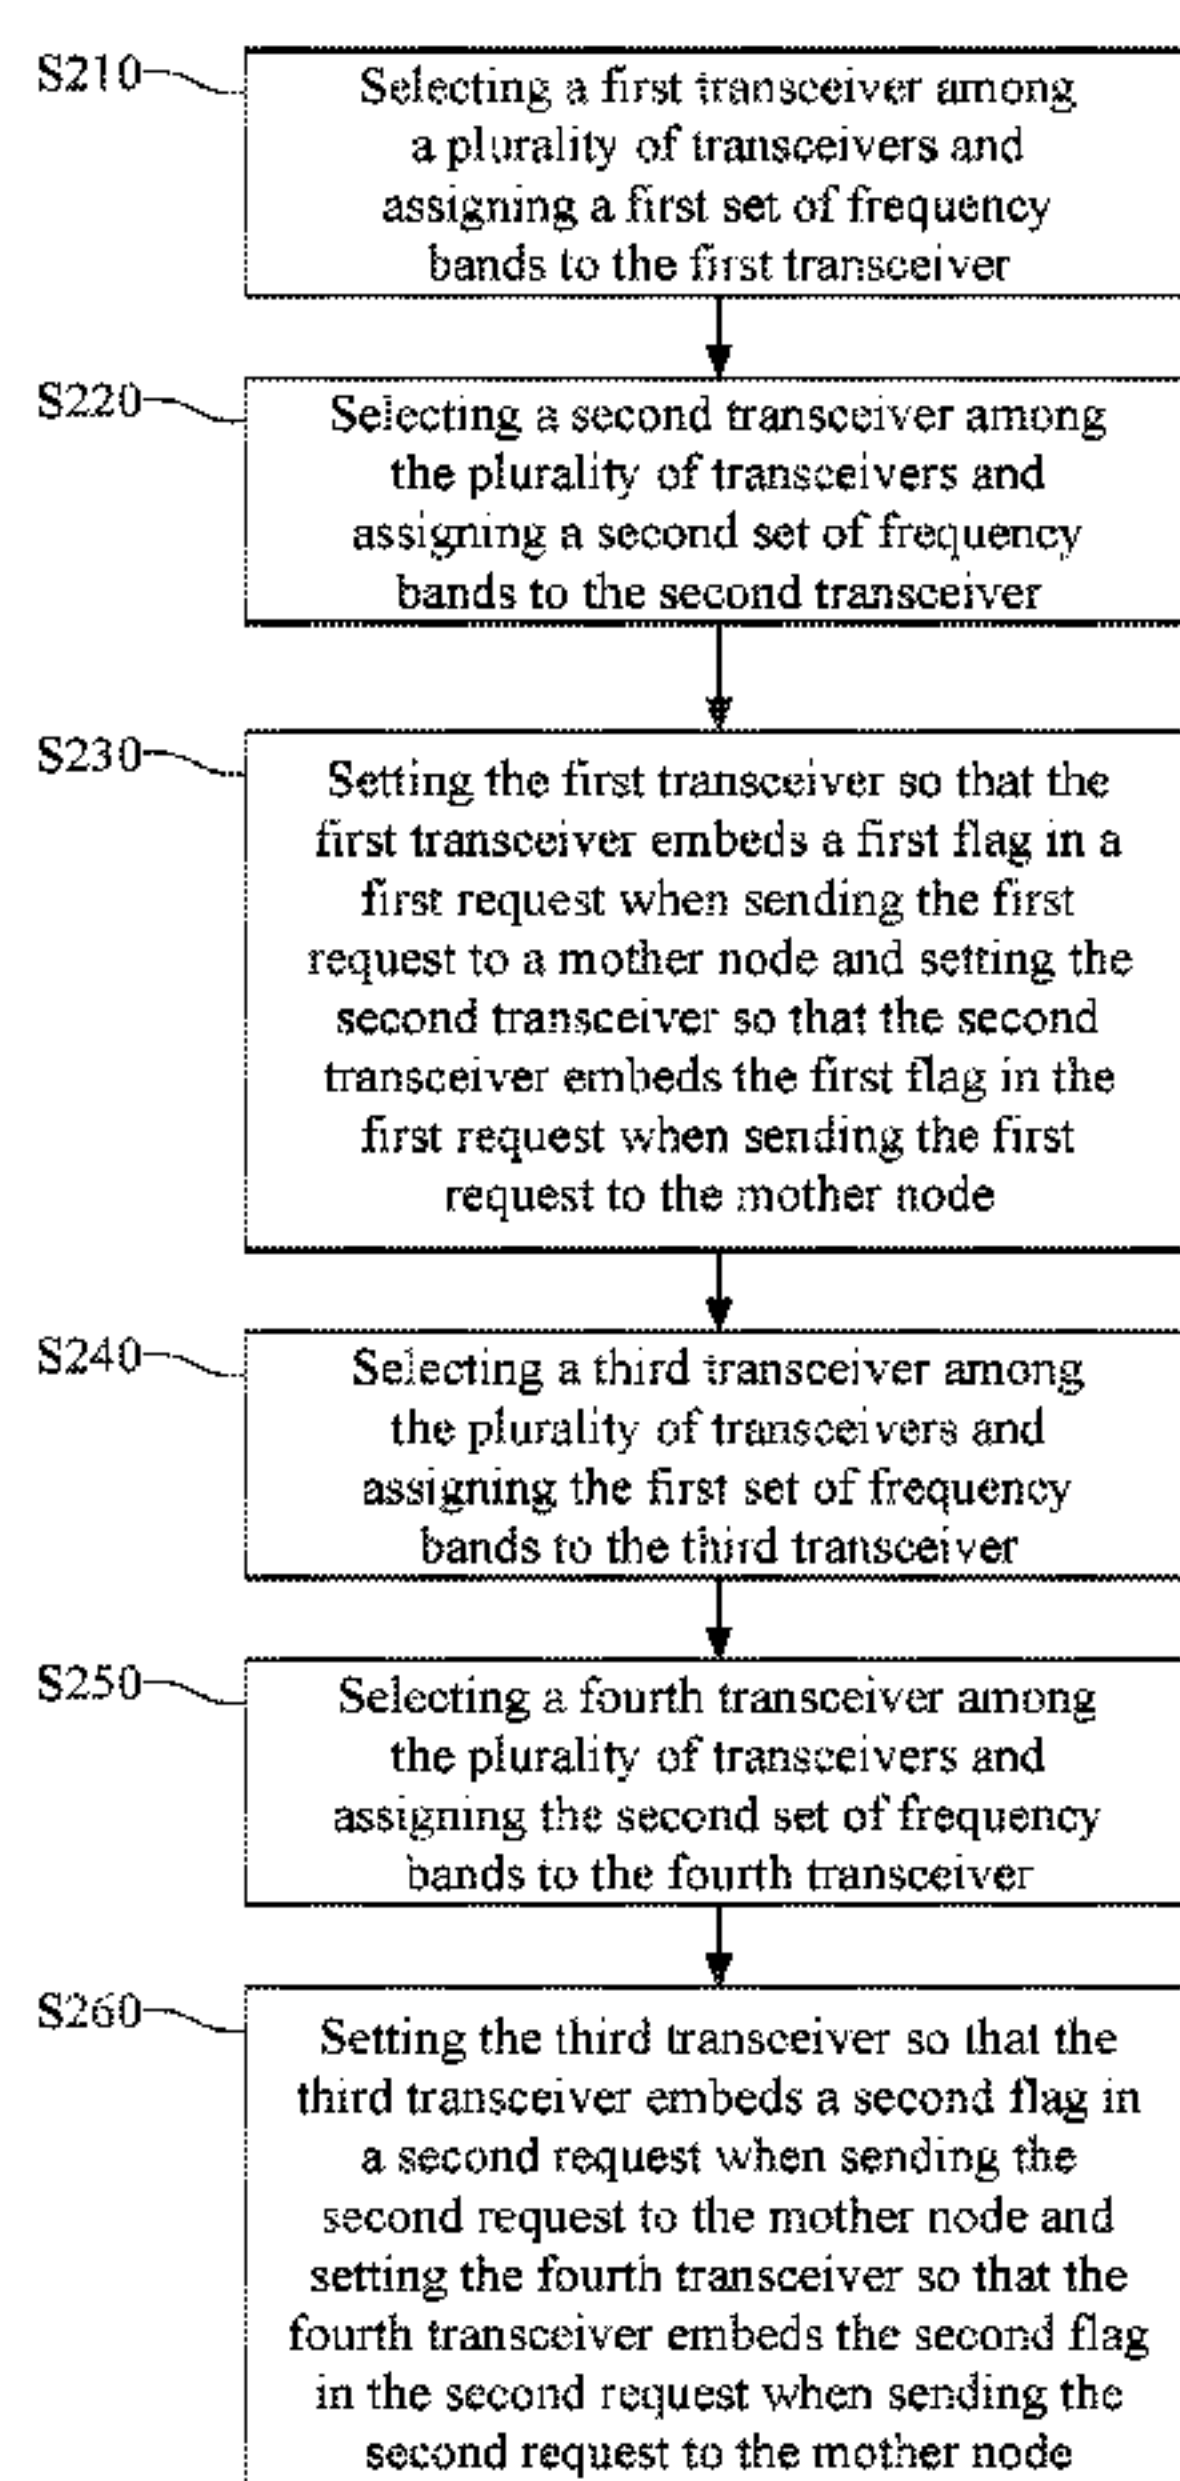 S210
Selecting a first transceiver among
a plurality of transceivers and
assigning a first set of frequency
bands to the first transceiver
S220
Selecting a second transceiver among
the plurality of transceivers and
assigning a second set of frequency
bands to the second transceiver
S230
Setting the first transceiver so that the
first transceiver embeds a first flag in a
first request when sending the first
request to a mother node and setting the
second transceiver so that the second
transceiver embeds the first flag in the
first request when sending the first
request to the mother node
S240
Selecting a third transceiver among
the plurality of transceivers and
assigning the first set of frequency
bands to the third transceiver
S250
Selecting a fourth transceiver among
the plurality of transceivers and
assigning the second set of frequency
bands to the fourth transceiver
S260
Setting the third transceiver so that the
third transceiver embeds a second flag in
a second request when sending the
second request to the mother node and
setting the fourth transceiver so that the
fourth transceiver embeds the second flag
in the second request when sending the
second request to the mother node